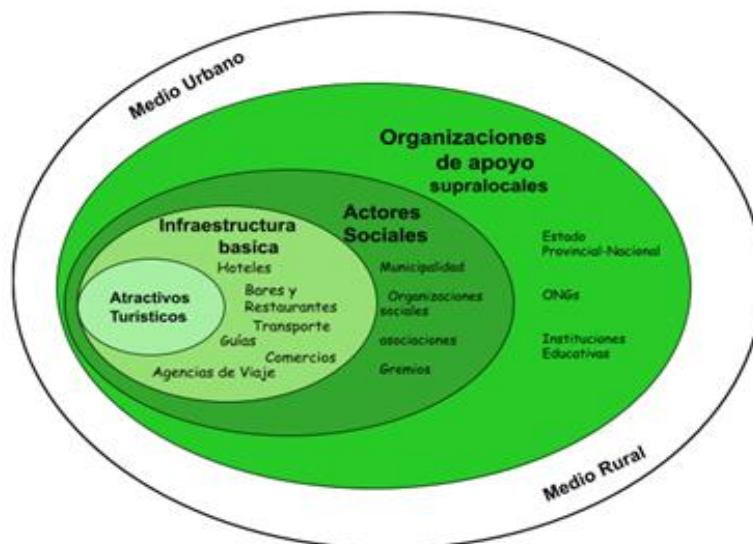 Medio Urbano
Organizaciones
de apoyo
supralocales
Actores
Sociales
Infraestructura
basica
Atractivos
Turísticos
Hoteles
Bares y
Restaurantes
Transporte
Guías
Comercios
Agencias de Viaje
Municipalidad
Organizaciones
sociales
asociaciones
Gremios
Estado
Provincial-Nacional
ONGs
Instituciones
Educativas
Medio Rural